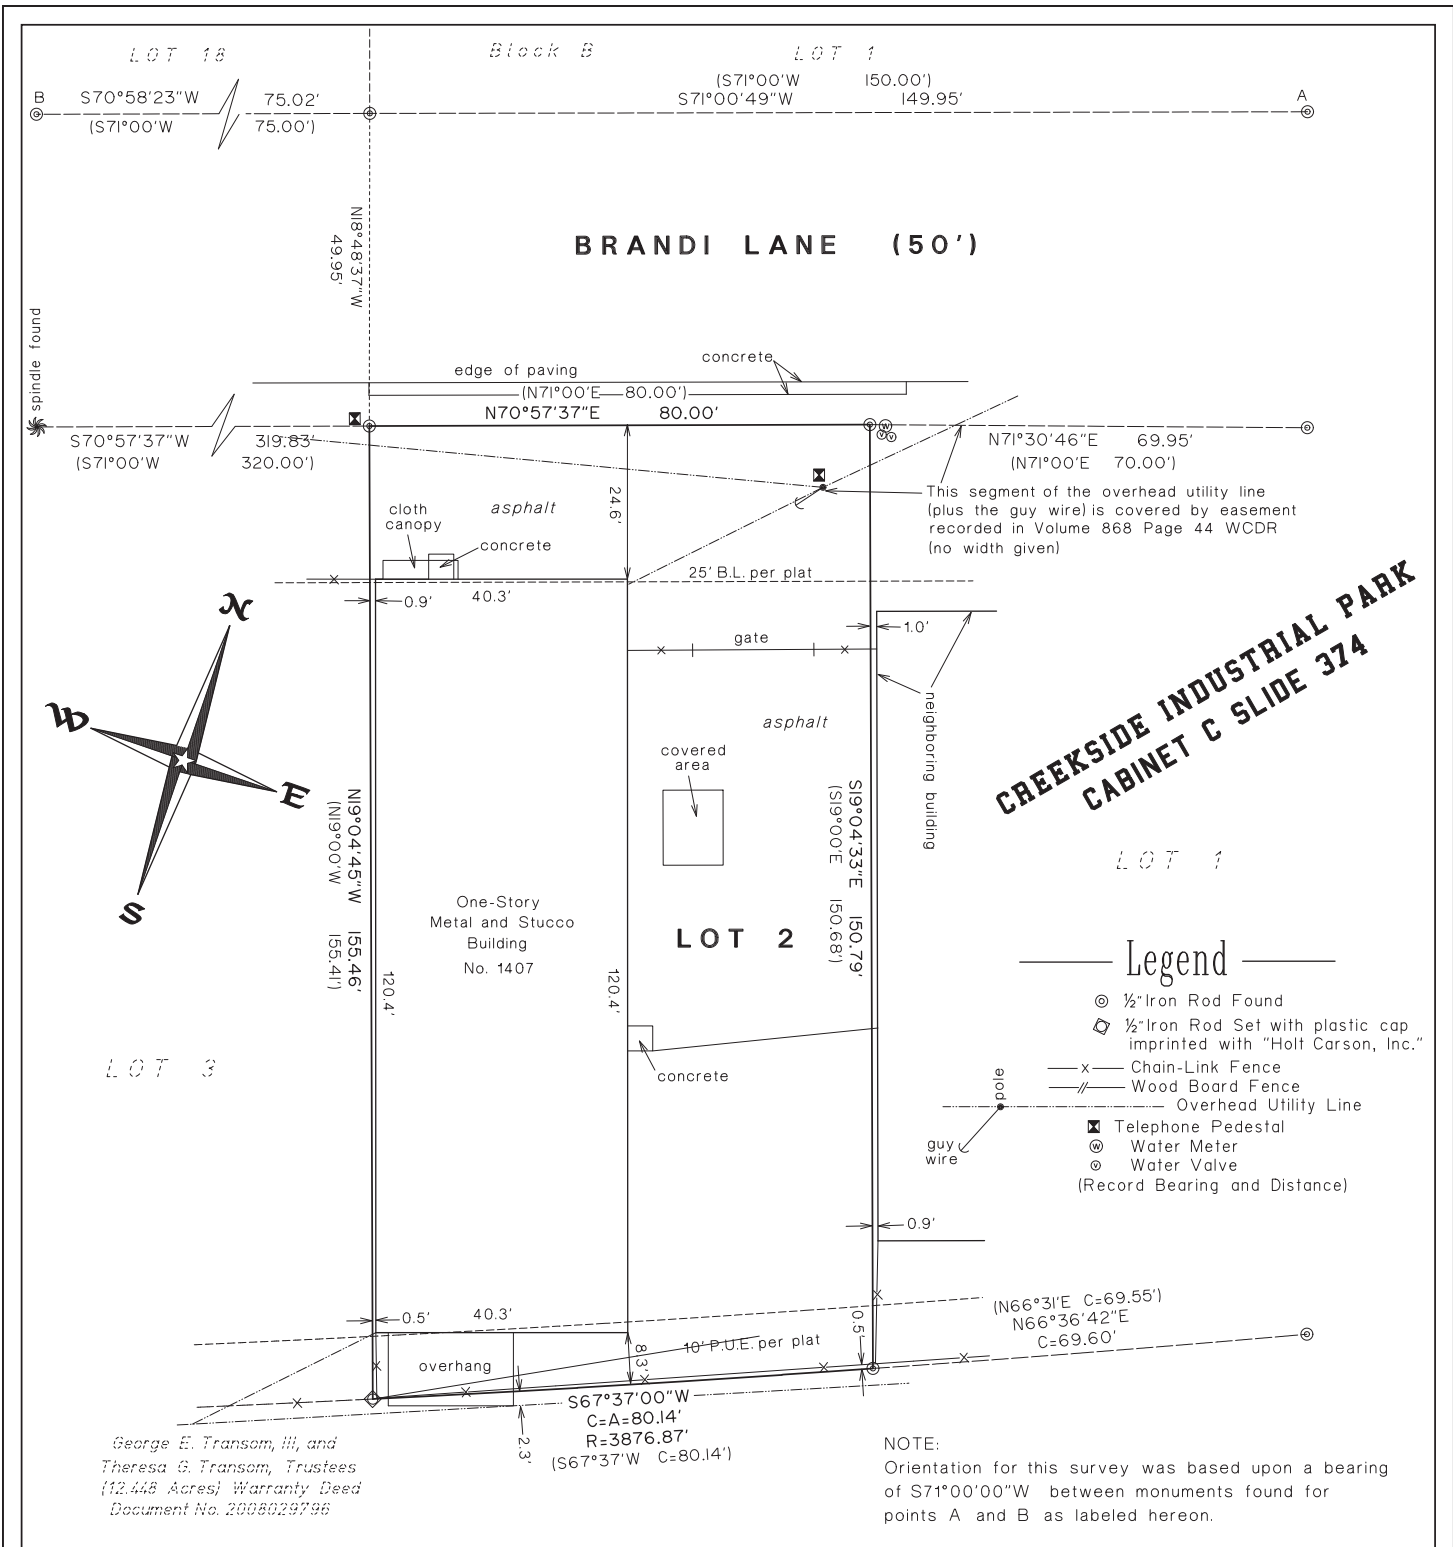 LOT 18
Block B
LOT 1
(S71°00'W 150.00')
S71°00'49"W 149.95'
B
S70°58'23"W 75.02'
(S71°00'W 75.00')
A
N18°48'37"W
49.95'
BRANDI LANE (50')
spindle found
edge of paving
concrete
(N71°00'E 80.00')
N70°57'37"E 80.00'
S70°57'37"W 319.83'
(S71°00'W 320.00')
N71°30'46"E 69.95'
(N71°00'E 70.00')
This segment of the overhead utility line
(plus the guy wire) is covered by easement
recorded in Volume 868 Page 44 WCDR
(no width given)
24.6'
cloth
canopy
asphalt
concrete
25' B.L. per plat
0.9'
40.3'
1.0'
gate
N
W
E
S
neighboring building
asphalt
covered
area
CREEKSIDE INDUSTRIAL PARK
CABINET C SLIDE 374
N19°04'45"W 155.46'
(N19°00'W 155.41')
S19°04'33"E 150.79'
(S19°00'E 150.68')
LOT 1
One-Story
Metal and Stucco
Building
No. 1407
LOT 2
120.4'
120.4'
LOT 3
concrete
Legend
½" Iron Rod Found
½" Iron Rod Set with plastic cap
imprinted with "Holt Carson, Inc."
x Chain-Link Fence
// Wood Board Fence
pole
Overhead Utility Line
Telephone Pedestal
guy
wire
W Water Meter
V Water Valve
(Record Bearing and Distance)
0.9'
0.5'
40.3'
0.5'
(N66°31'E C=69.55')
N66°36'42"E
C=69.60'
overhang
8.3'
10' P.U.E. per plat
2.3'
S67°37'00"W
C=A=80.14'
R=3876.87'
(S67°37'W C=80.14')
George E. Transom, III, and
Theresa G. Transom, Trustees
(12.448 Acres) Warranty Deed
Document No. 2008029796
NOTE:
Orientation for this survey was based upon a bearing
of S71°00'00"W between monuments found for
points A and B as labeled hereon.